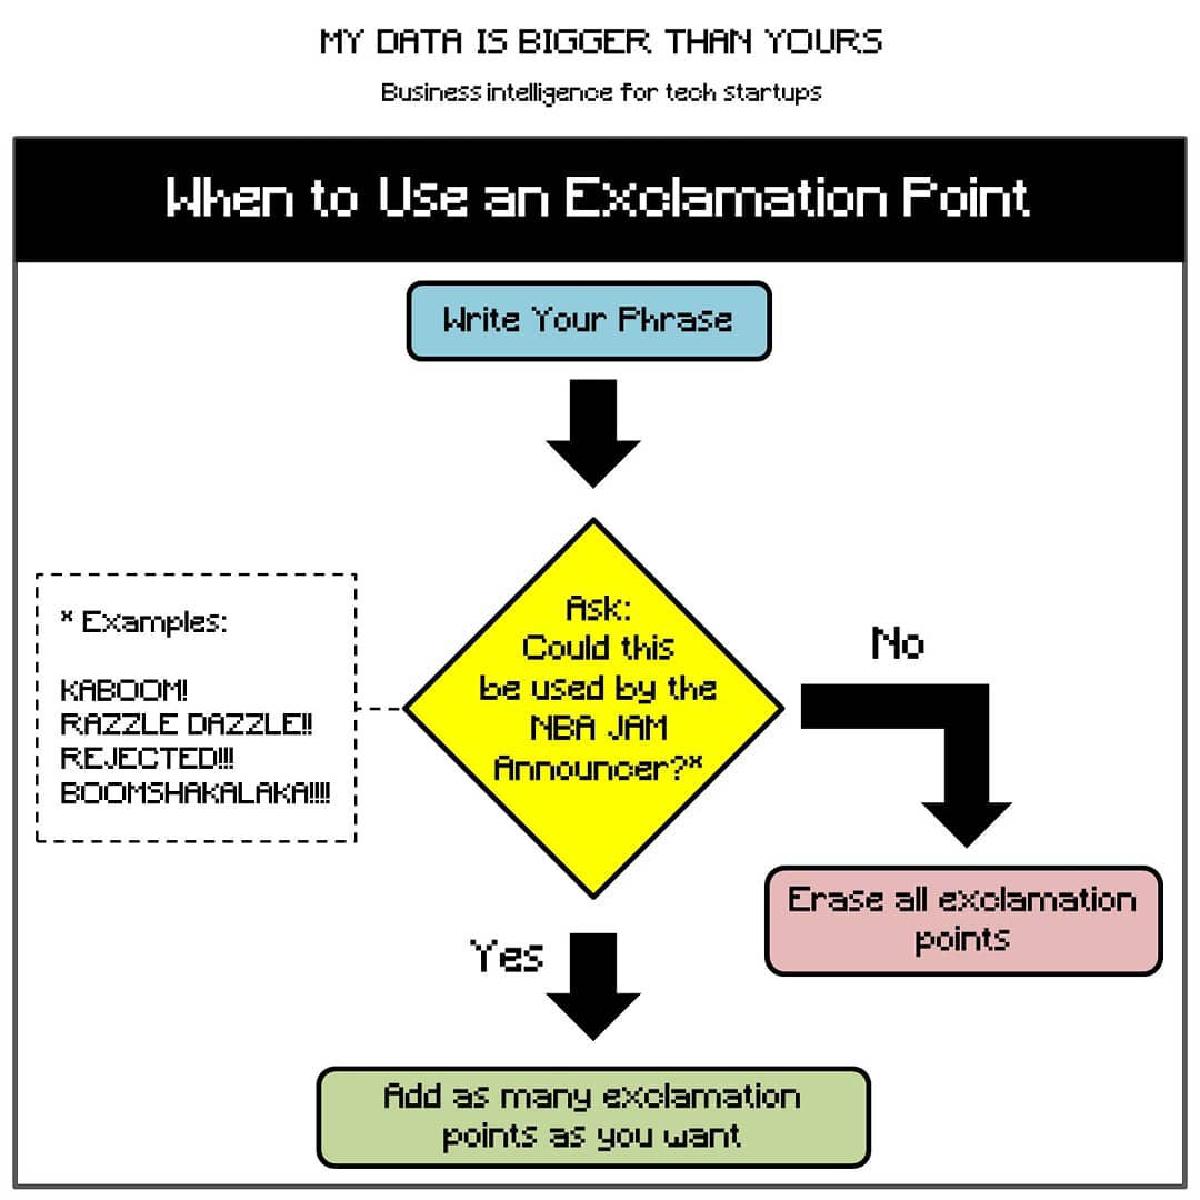 MY DATA IS BIGGER THAN YOURS
Business intelligence for tech startups
When to Use an Exclamation Point
Write Your Phrase
Ask:
Could this
be used by the
NBA JAM
Announcer?*
* Examples:
KABOOM!
RAZZLE DAZZLE!!
REJECTED!!!
BOOMSHAKALAKA!!!!
No
Erase all exclamation
points
Yes
Add as many exclamation
points as you want